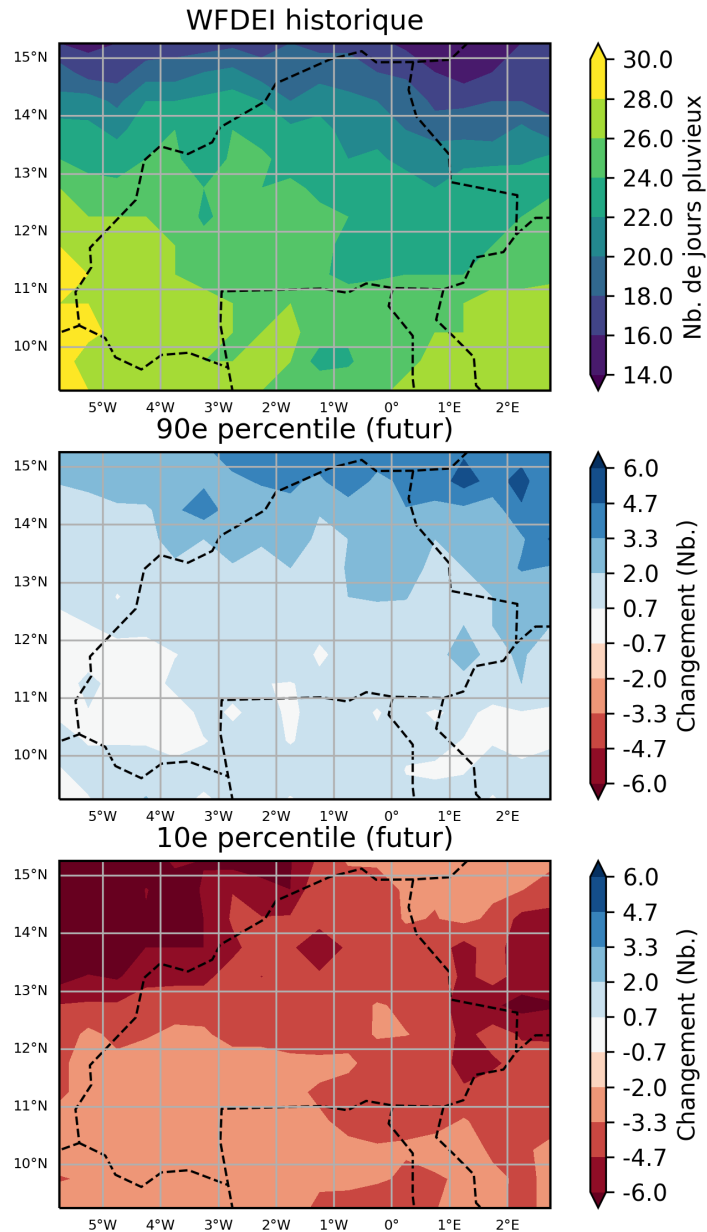 WFDEI historique
15°N
14°N
13°N
12°N
11°N
10°N
5°W 4°W 3°W 2°W 1°W 0° 1°E 2°E
30.0
28.0
26.0
24.0
22.0
20.0
18.0
16.0
14.0
Nb. de jours pluvieux
90e percentile (futur)
15°N
14°N
13°N
12°N
11°N
10°N
5°W 4°W 3°W 2°W 1°W 0° 1°E 2°E
6.0
4.7
3.3
2.0
0.7
-0.7
-2.0
-3.3
-4.7
-6.0
Changement (Nb.)
10e percentile (futur)
15°N
14°N
13°N
12°N
11°N
10°N
5°W 4°W 3°W 2°W 1°W 0° 1°E 2°E
6.0
4.7
3.3
2.0
0.7
-0.7
-2.0
-3.3
-4.7
-6.0
Changement (Nb.)